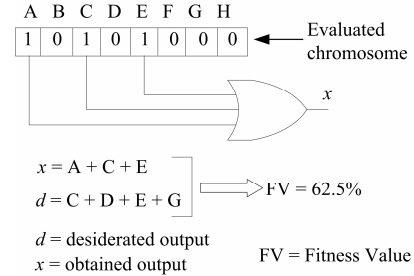 A B C D E F G H
1 0 1 0 1 0 0 0
Evaluated
chromosome
x
x = A + C + E
d = C + D + E + G
FV = 62.5%
d = desiderated output
x = obtained output
FV = Fitness Value